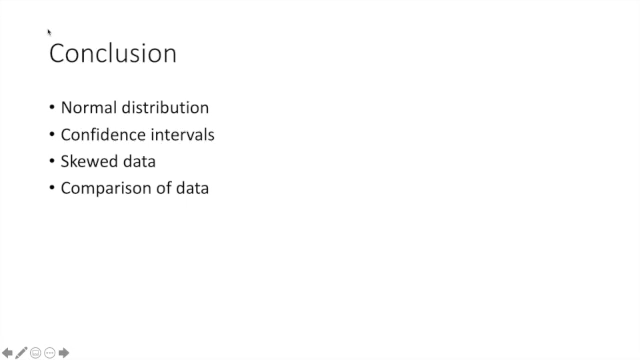 Conclusion
• Normal distribution
• Confidence intervals
• Skewed data
• Comparison of data